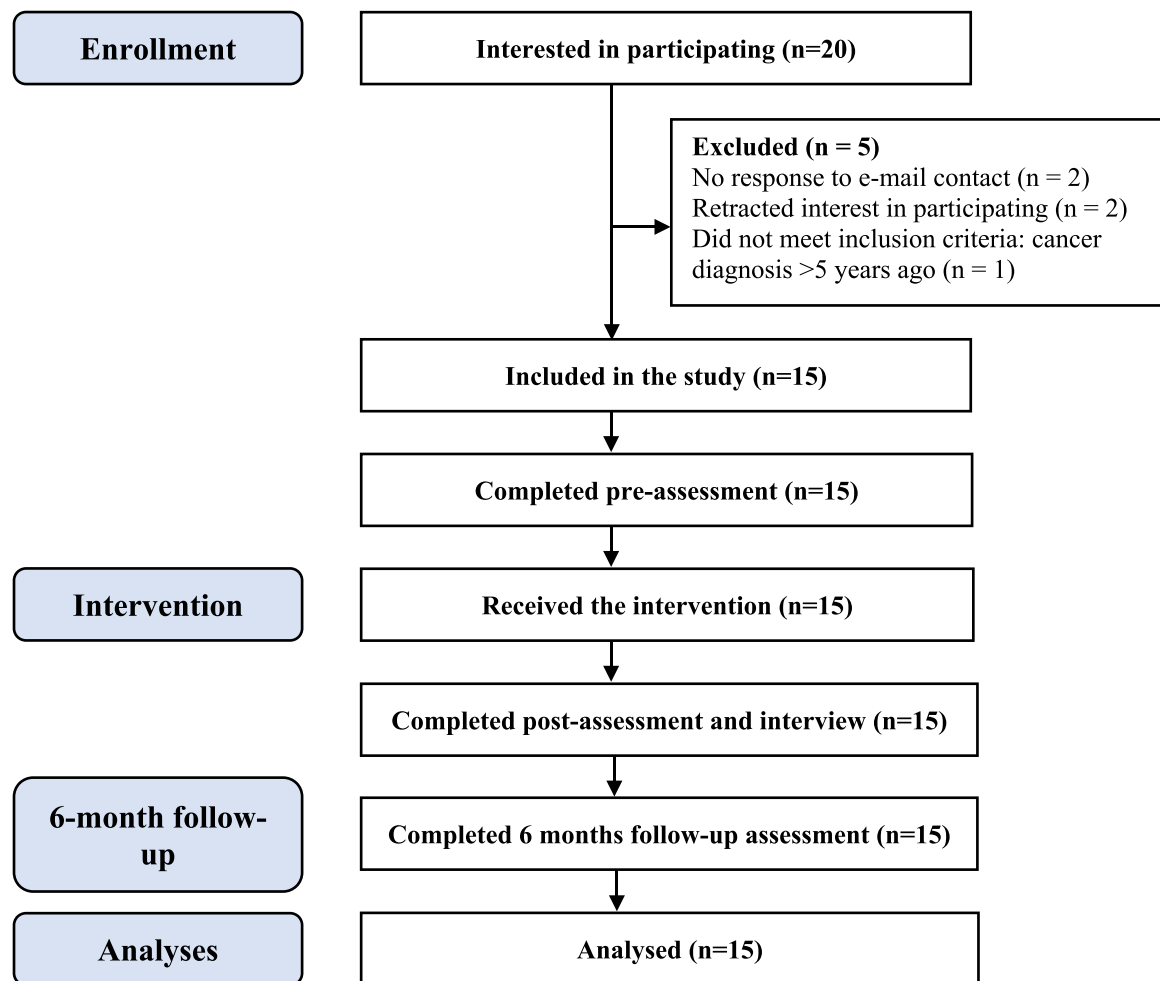 Enrollment
Interested in participating (n=20)
Excluded (n = 5)
No response to e-mail contact (n = 2)
Retracted interest in participating (n = 2)
Did not meet inclusion criteria: cancer
diagnosis >5 years ago (n = 1)
Included in the study (n=15)
Completed pre-assessment (n=15)
Intervention
Received the intervention (n=15)
Completed post-assessment and interview (n=15)
6-month follow-
up
Completed 6 months follow-up assessment (n=15)
Analyses
Analysed (n=15)